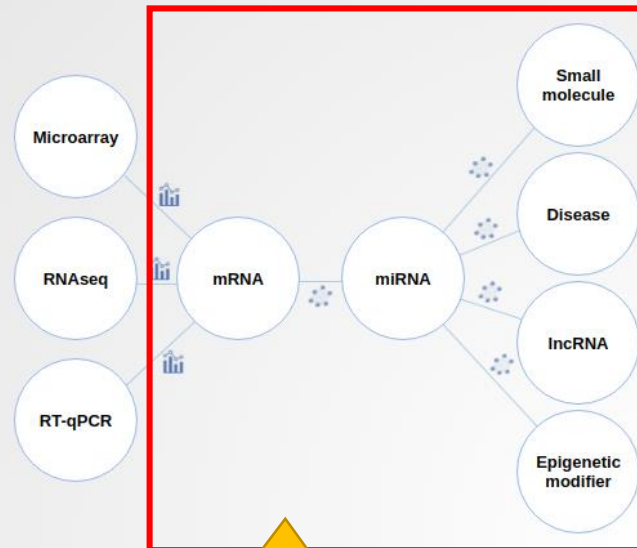 Microarray
RNAseq
RT-qPCR
mRNA
miRNA
Small
molecule
Disease
lncRNA
Epigenetic
modifier